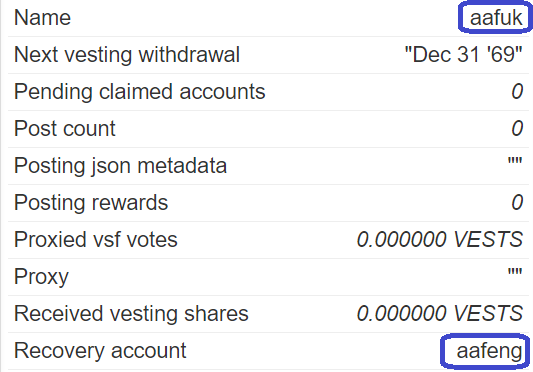 Name aafuk
Next vesting withdrawal "Dec 31 '69"
Pending claimed accounts 0
Post count 0
Posting json metadata ""
Posting rewards 0
Proxied vsf votes 0.000000 VESTS
Proxy ""
Received vesting shares 0.000000 VESTS
Recovery account aafeng